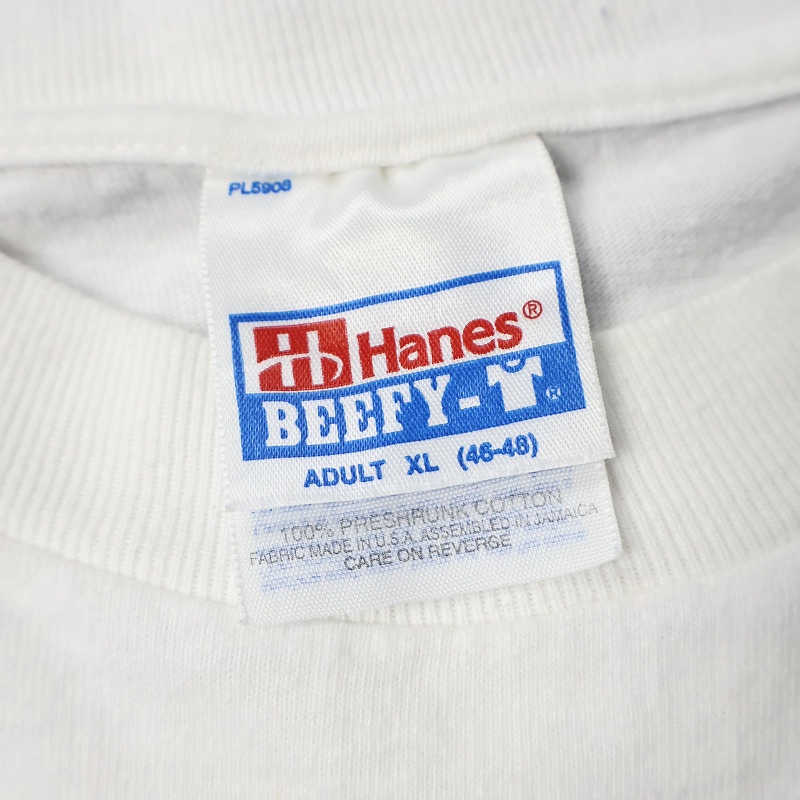 PL5908
Hanes®
BEEFY-T®
ADULT XL (46-48)
100% PRESHRUNK COTTON
FABRIC MADE IN U.S.A. ASSEMBLED IN JAMAICA
CARE ON REVERSE